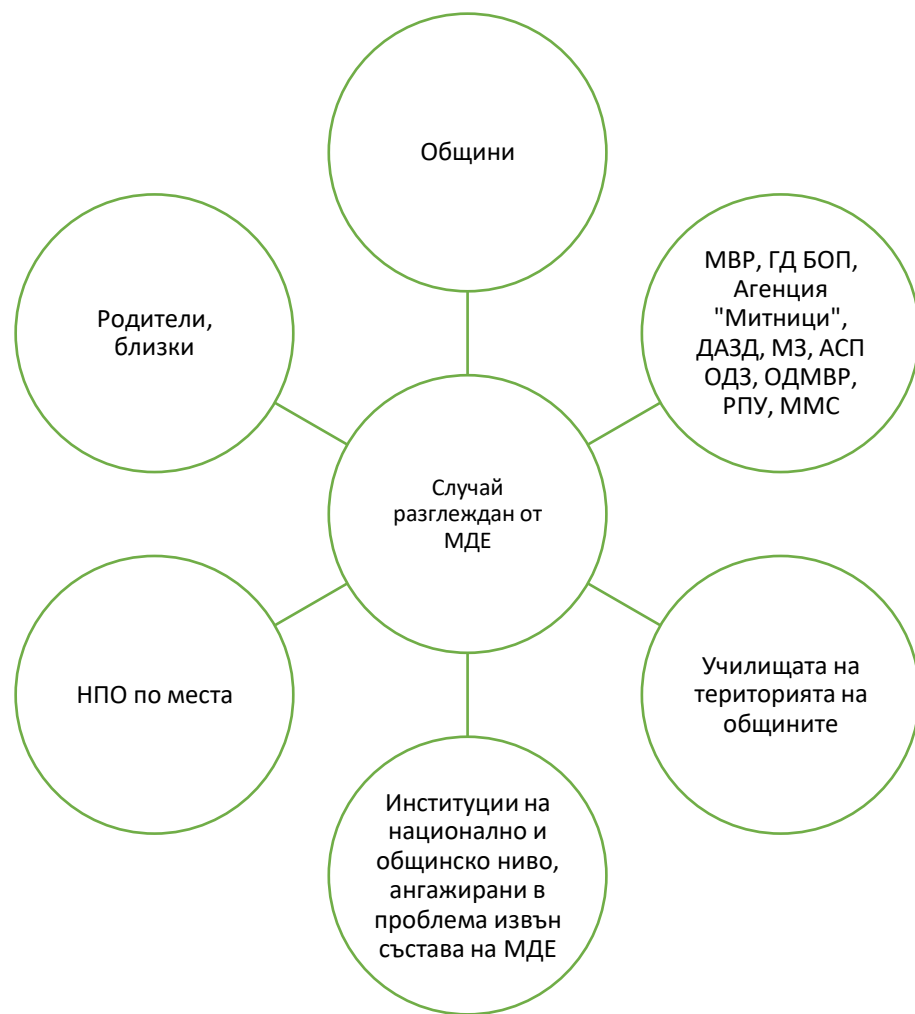 Общини
Родители,
близки
МВР, ГД БОП,
Агенция
"Митници",
ДАЗД, МЗ, АСП
ОДЗ, ОДМВР,
РПУ, ММС
Случай
разглеждан от
МДЕ
НПО по места
Училищата на
територията на
общините
Институции на
национално и
общинско ниво,
ангажирани в
проблема извън
състава на МДЕ